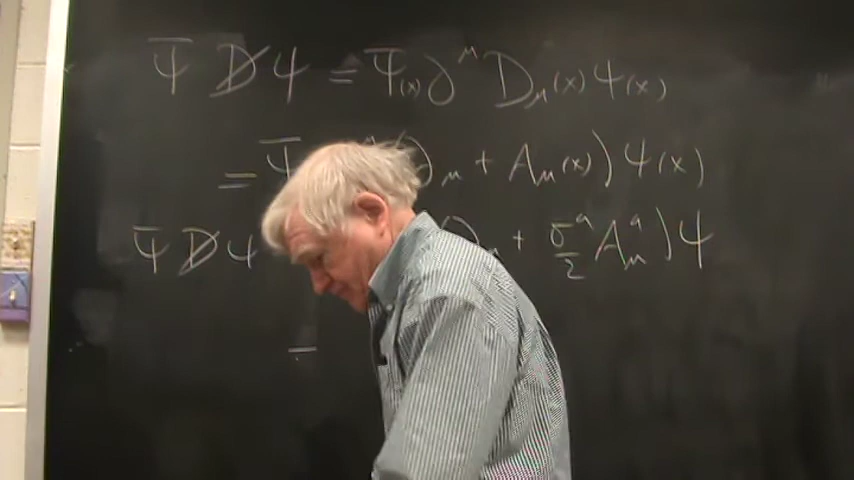 Ψ̄ D̸ Ψ = Ψ̄(x) γ^μ D_μ(x) Ψ(x)
= Ψ̄ ∂_μ + A_μ(x)) Ψ(x)
Ψ̄ D̸ Ψ + σ^a/2 A_μ^a) Ψ